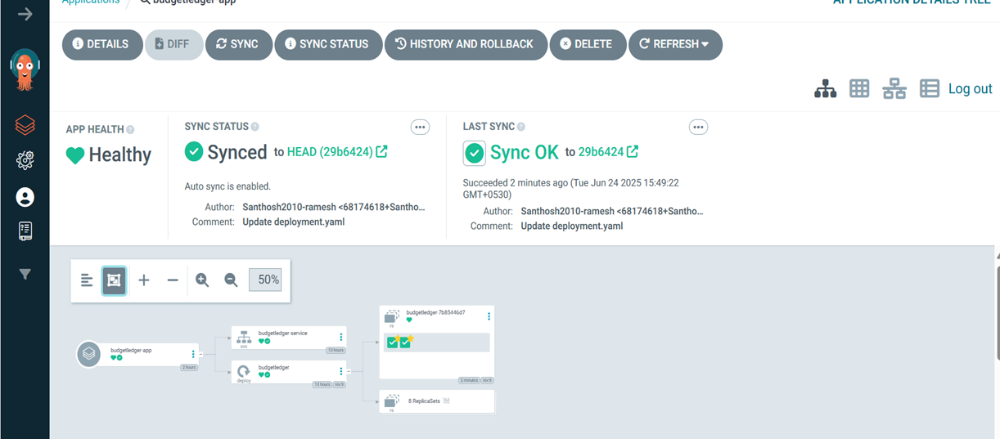 Applications / budgetledger-app
APPLICATION DETAILS TREE
DETAILS DIFF SYNC SYNC STATUS HISTORY AND ROLLBACK DELETE REFRESH
Log out
APP HEALTH
Healthy
SYNC STATUS
Synced to HEAD (29b6424)
Auto sync is enabled.
Author: Santhosh2010-ramesh <68174618+Santho...
Comment: Update deployment.yaml
LAST SYNC
Sync OK to 29b6424
Succeeded 2 minutes ago (Tue Jun 24 2025 15:49:22
GMT+0530)
Author: Santhosh2010-ramesh <68174618+Santho...
Comment: Update deployment.yaml
50%
budgetledger-app
2 hours
budgetledger-service
svc
13 hours
budgetledger
deploy
13 hours rev:9
budgetledger-7b85446d7
rs
2 minutes rev:9
8 ReplicaSets
rs